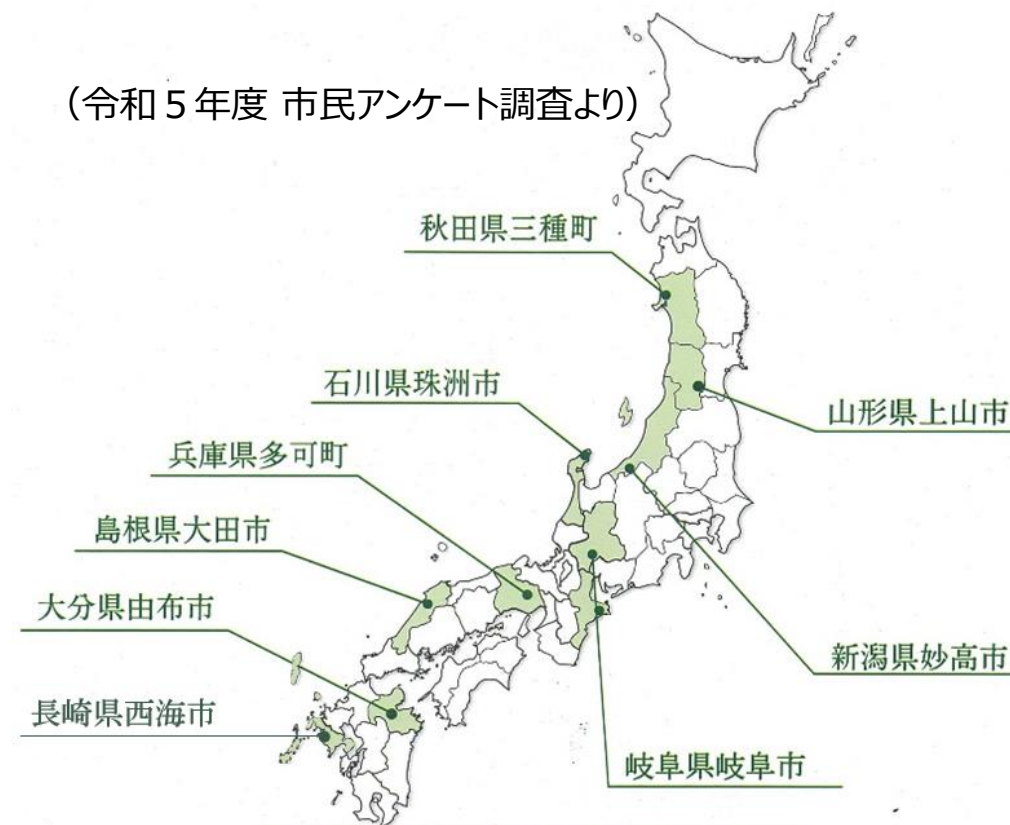 （令和５年度 市民アンケート調査より）
秋田県三種町
石川県珠洲市
山形県上山市
兵庫県多可町
島根県大田市
大分県由布市
新潟県妙高市
長崎県西海市
岐阜県岐阜市